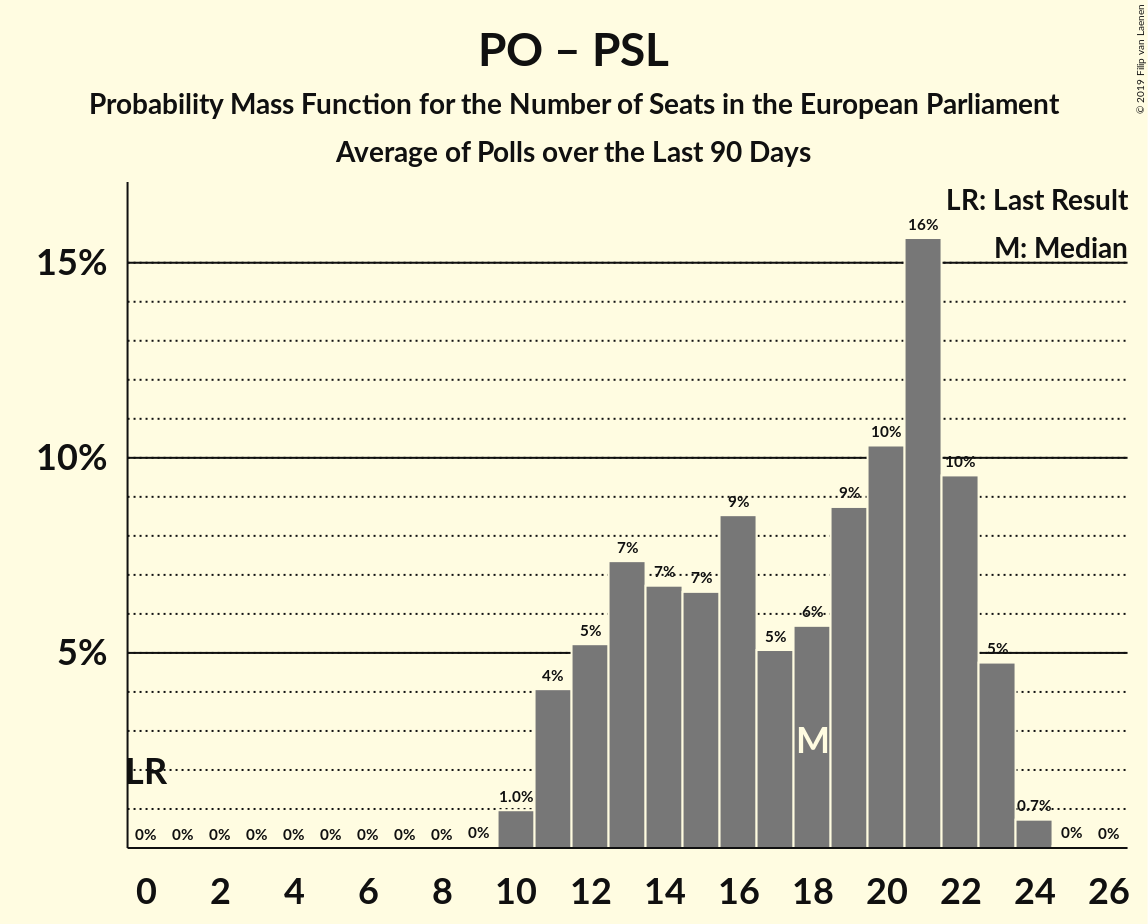 PO – PSL
Probability Mass Function for the Number of Seats in the European Parliament
Average of Polls over the Last 90 Days
© 2019 Filip van Laenen
LR: Last Result
M: Median
15%
10%
5%
16%
10%
10%
9%
9%
7%
7%
7%
6%
5%
5%
5%
4%
M
LR
1.0%
0.7%
0% 0% 0% 0% 0% 0% 0% 0% 0% 0% 0% 0%
0 2 4 6 8 10 12 14 16 18 20 22 24 26